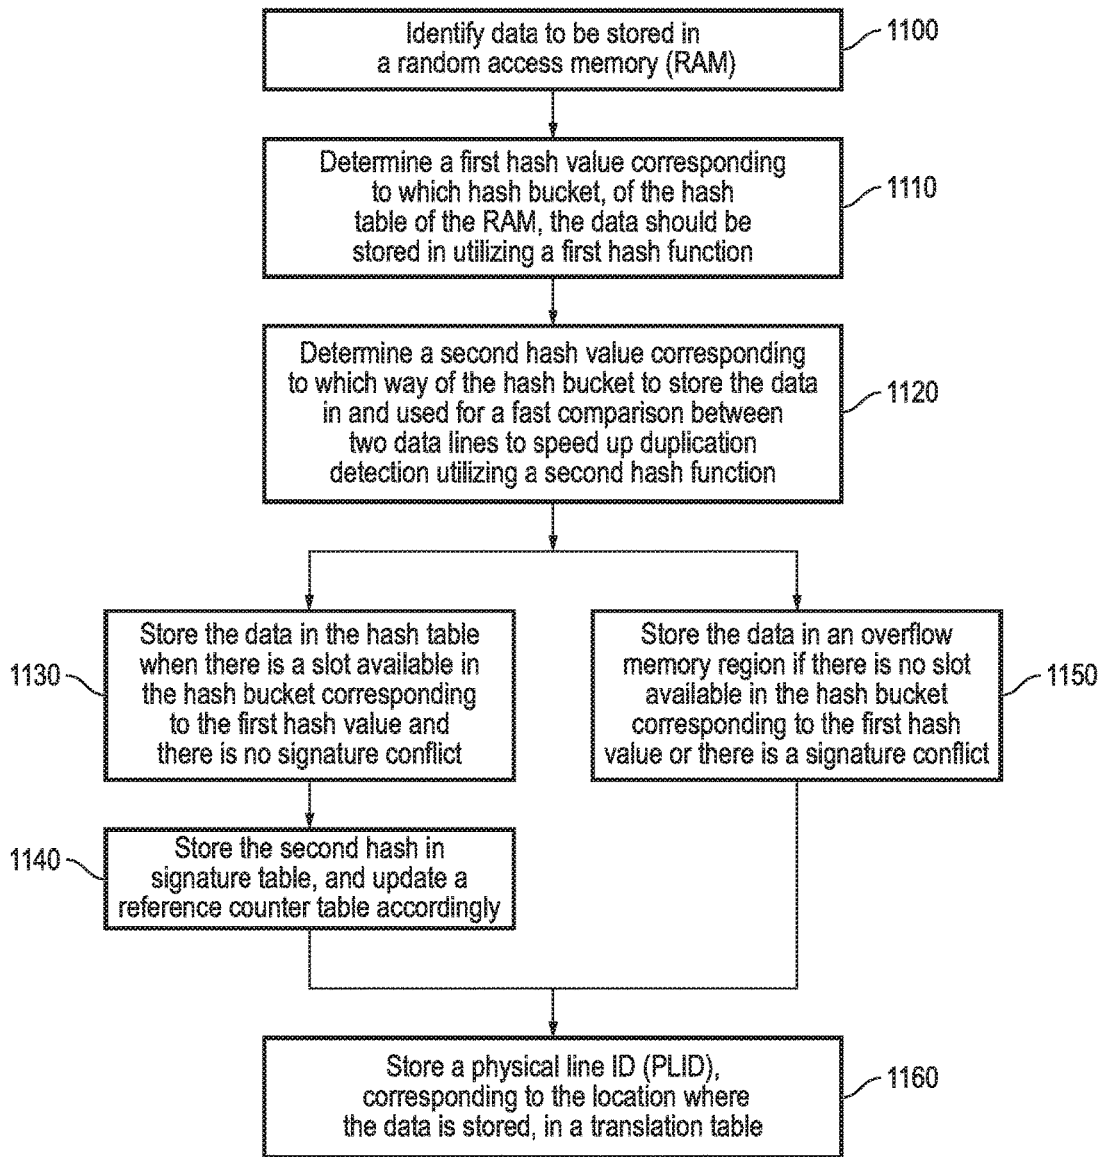 Identify data to be stored in
a random access memory (RAM)
1100
Determine a first hash value corresponding
to which hash bucket, of the hash
table of the RAM, the data should be
stored in utilizing a first hash function
1110
Determine a second hash value corresponding
to which way of the hash bucket to store the data
in and used for a fast comparison between
two data lines to speed up duplication
detection utilizing a second hash function
1120
Store the data in the hash table
when there is a slot available in
the hash bucket corresponding
to the first hash value and
there is no signature conflict
1130
Store the data in an overflow
memory region if there is no slot
available in the hash bucket
corresponding to the first hash
value or there is a signature conflict
1150
Store the second hash in
signature table, and update a
reference counter table accordingly
1140
Store a physical line ID (PLID),
corresponding to the location where
the data is stored, in a translation table
1160